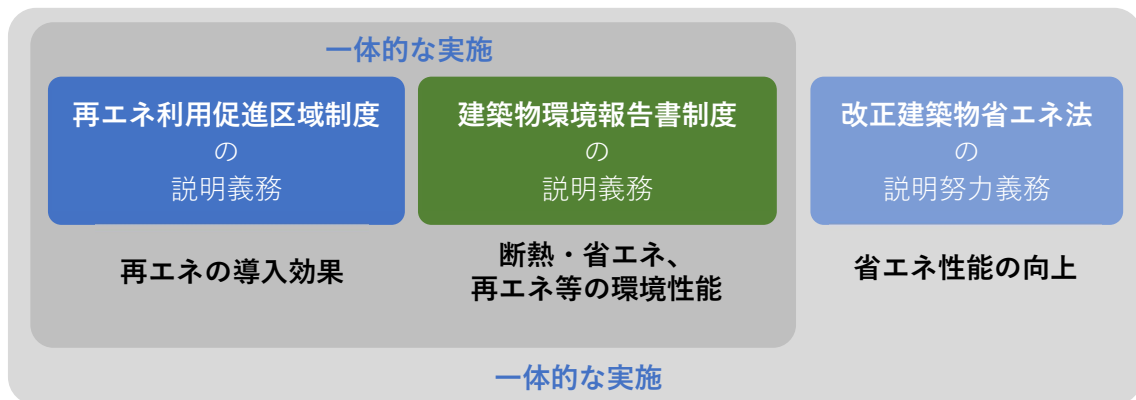 一体的な実施
再エネ利用促進区域制度
の
説明義務
再エネの導入効果
建築物環境報告書制度
の
説明義務
断熱・省エネ、
再エネ等の環境性能
改正建築物省エネ法
の
説明努力義務
省エネ性能の向上
一体的な実施